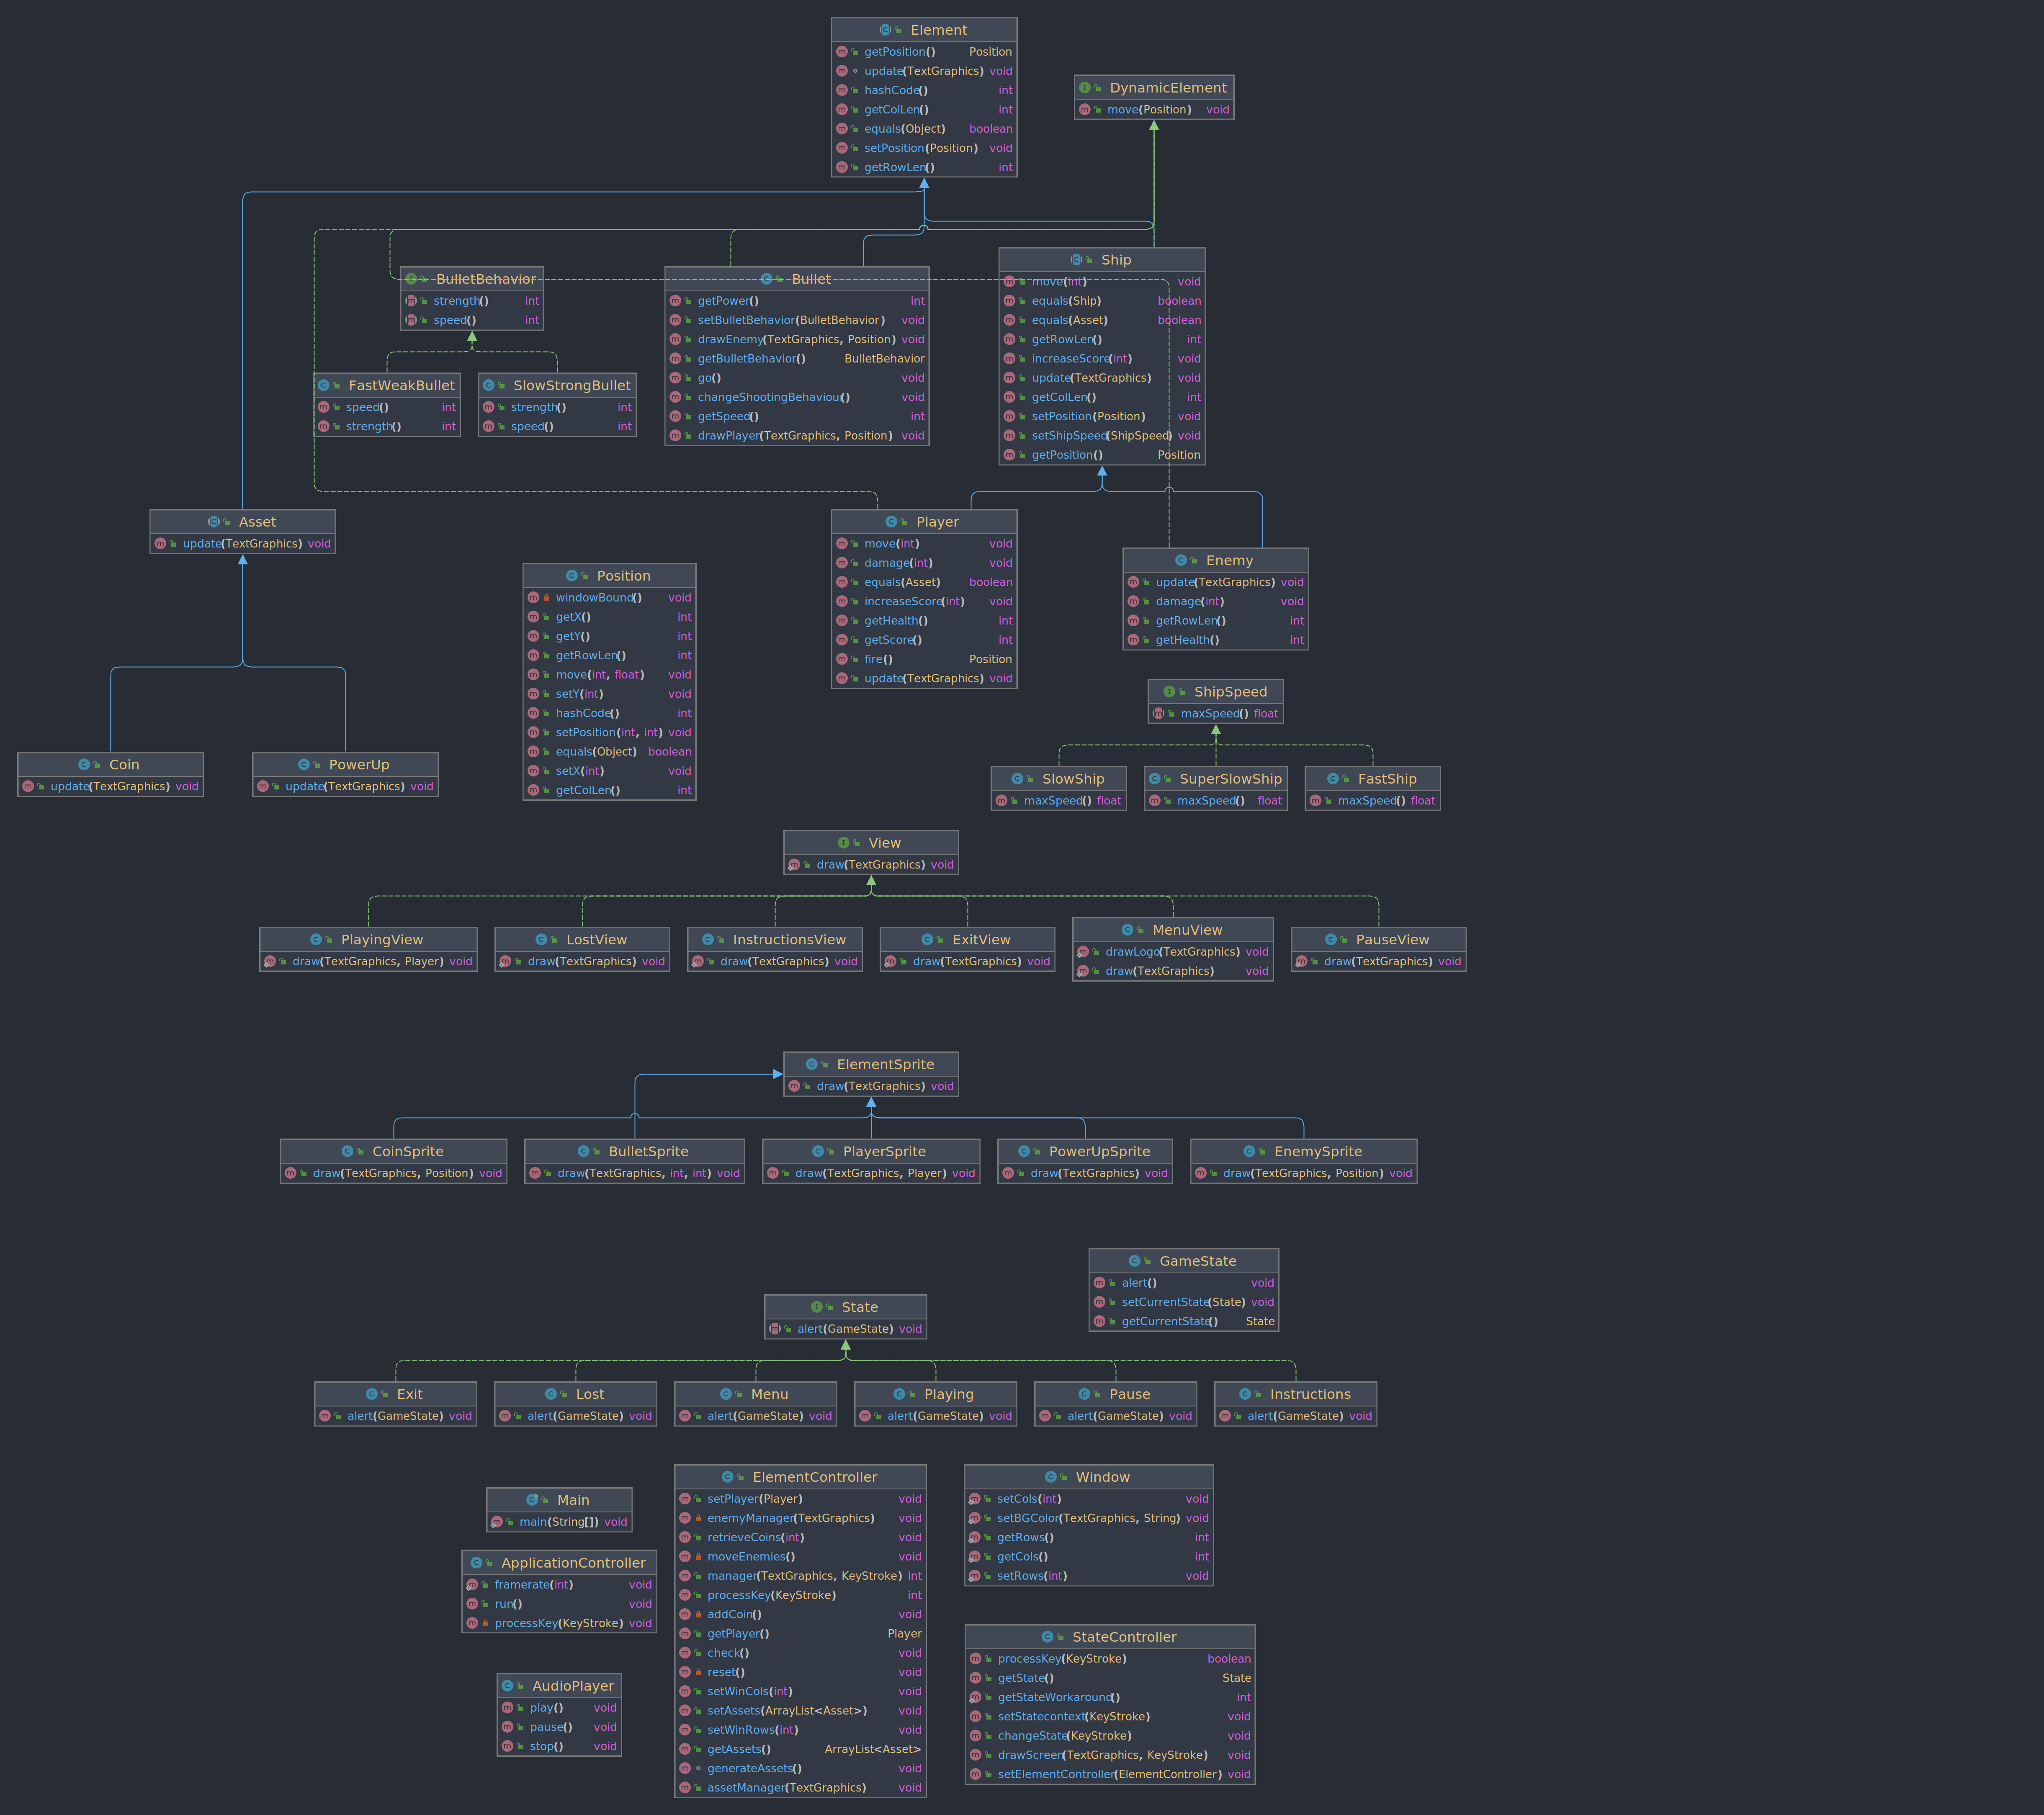 Element
getPosition() Position
update(TextGraphics) void
hashCode() int
getColLen() int
equals(Object) boolean
setPosition(Position) void
getRowLen() int
DynamicElement
move(Position) void
BulletBehavior
strength() int
speed() int
FastWeakBullet
speed() int
strength() int
SlowStrongBullet
strength() int
speed() int
Bullet
getPower() int
setBulletBehavior(BulletBehavior) void
drawEnemy(TextGraphics, Position) void
getBulletBehavior() BulletBehavior
go() void
changeShootingBehaviour() void
getSpeed() int
drawPlayer(TextGraphics, Position) void
Ship
move(int) void
equals(Ship) boolean
equals(Asset) boolean
getRowLen() int
increaseScore(int) void
update(TextGraphics) void
getColLen() int
setPosition(Position) void
setShipSpeed(ShipSpeed) void
getPosition() Position
Asset
update(TextGraphics) void
Position
windowBound() void
getX() int
getY() int
getRowLen() int
move(int, float) void
setY(int) void
hashCode() int
setPosition(int, int) void
equals(Object) boolean
setX(int) void
getColLen() int
Player
move(int) void
damage(int) void
equals(Asset) boolean
increaseScore(int) void
getHealth() int
getScore() int
fire() Position
update(TextGraphics) void
Enemy
update(TextGraphics) void
damage(int) void
getRowLen() int
getHealth() int
ShipSpeed
maxSpeed() float
Coin
update(TextGraphics) void
PowerUp
update(TextGraphics) void
SlowShip
maxSpeed() float
SuperSlowShip
maxSpeed() float
FastShip
maxSpeed() float
View
draw(TextGraphics) void
PlayingView
draw(TextGraphics, Player) void
LostView
draw(TextGraphics) void
InstructionsView
draw(TextGraphics) void
ExitView
draw(TextGraphics) void
MenuView
drawLogo(TextGraphics) void
draw(TextGraphics) void
PauseView
draw(TextGraphics) void
ElementSprite
draw(TextGraphics) void
CoinSprite
draw(TextGraphics, Position) void
BulletSprite
draw(TextGraphics, int, int) void
PlayerSprite
draw(TextGraphics, Player) void
PowerUpSprite
draw(TextGraphics) void
EnemySprite
draw(TextGraphics, Position) void
GameState
alert() void
setCurrentState(State) void
getCurrentState() State
State
alert(GameState) void
Exit
alert(GameState) void
Lost
alert(GameState) void
Menu
alert(GameState) void
Playing
alert(GameState) void
Pause
alert(GameState) void
Instructions
alert(GameState) void
Main
main(String[]) void
ApplicationController
framerate(int) void
run() void
processKey(KeyStroke) void
AudioPlayer
play() void
pause() void
stop() void
ElementController
setPlayer(Player) void
enemyManager(TextGraphics) void
retrieveCoins(int) void
moveEnemies() void
manager(TextGraphics, KeyStroke) int
processKey(KeyStroke) int
addCoin() void
getPlayer() Player
check() void
reset() void
setWinCols(int) void
setAssets(ArrayList<Asset>) void
setWinRows(int) void
getAssets() ArrayList<Asset>
generateAssets() void
assetManager(TextGraphics) void
Window
setCols(int) void
setBGColor(TextGraphics, String) void
getRows() int
getCols() int
setRows(int) void
StateController
processKey(KeyStroke) boolean
getState() State
getStateWorkaround() int
setStatecontext(KeyStroke) void
changeState(KeyStroke) void
drawScreen(TextGraphics, KeyStroke) void
setElementController(ElementController) void